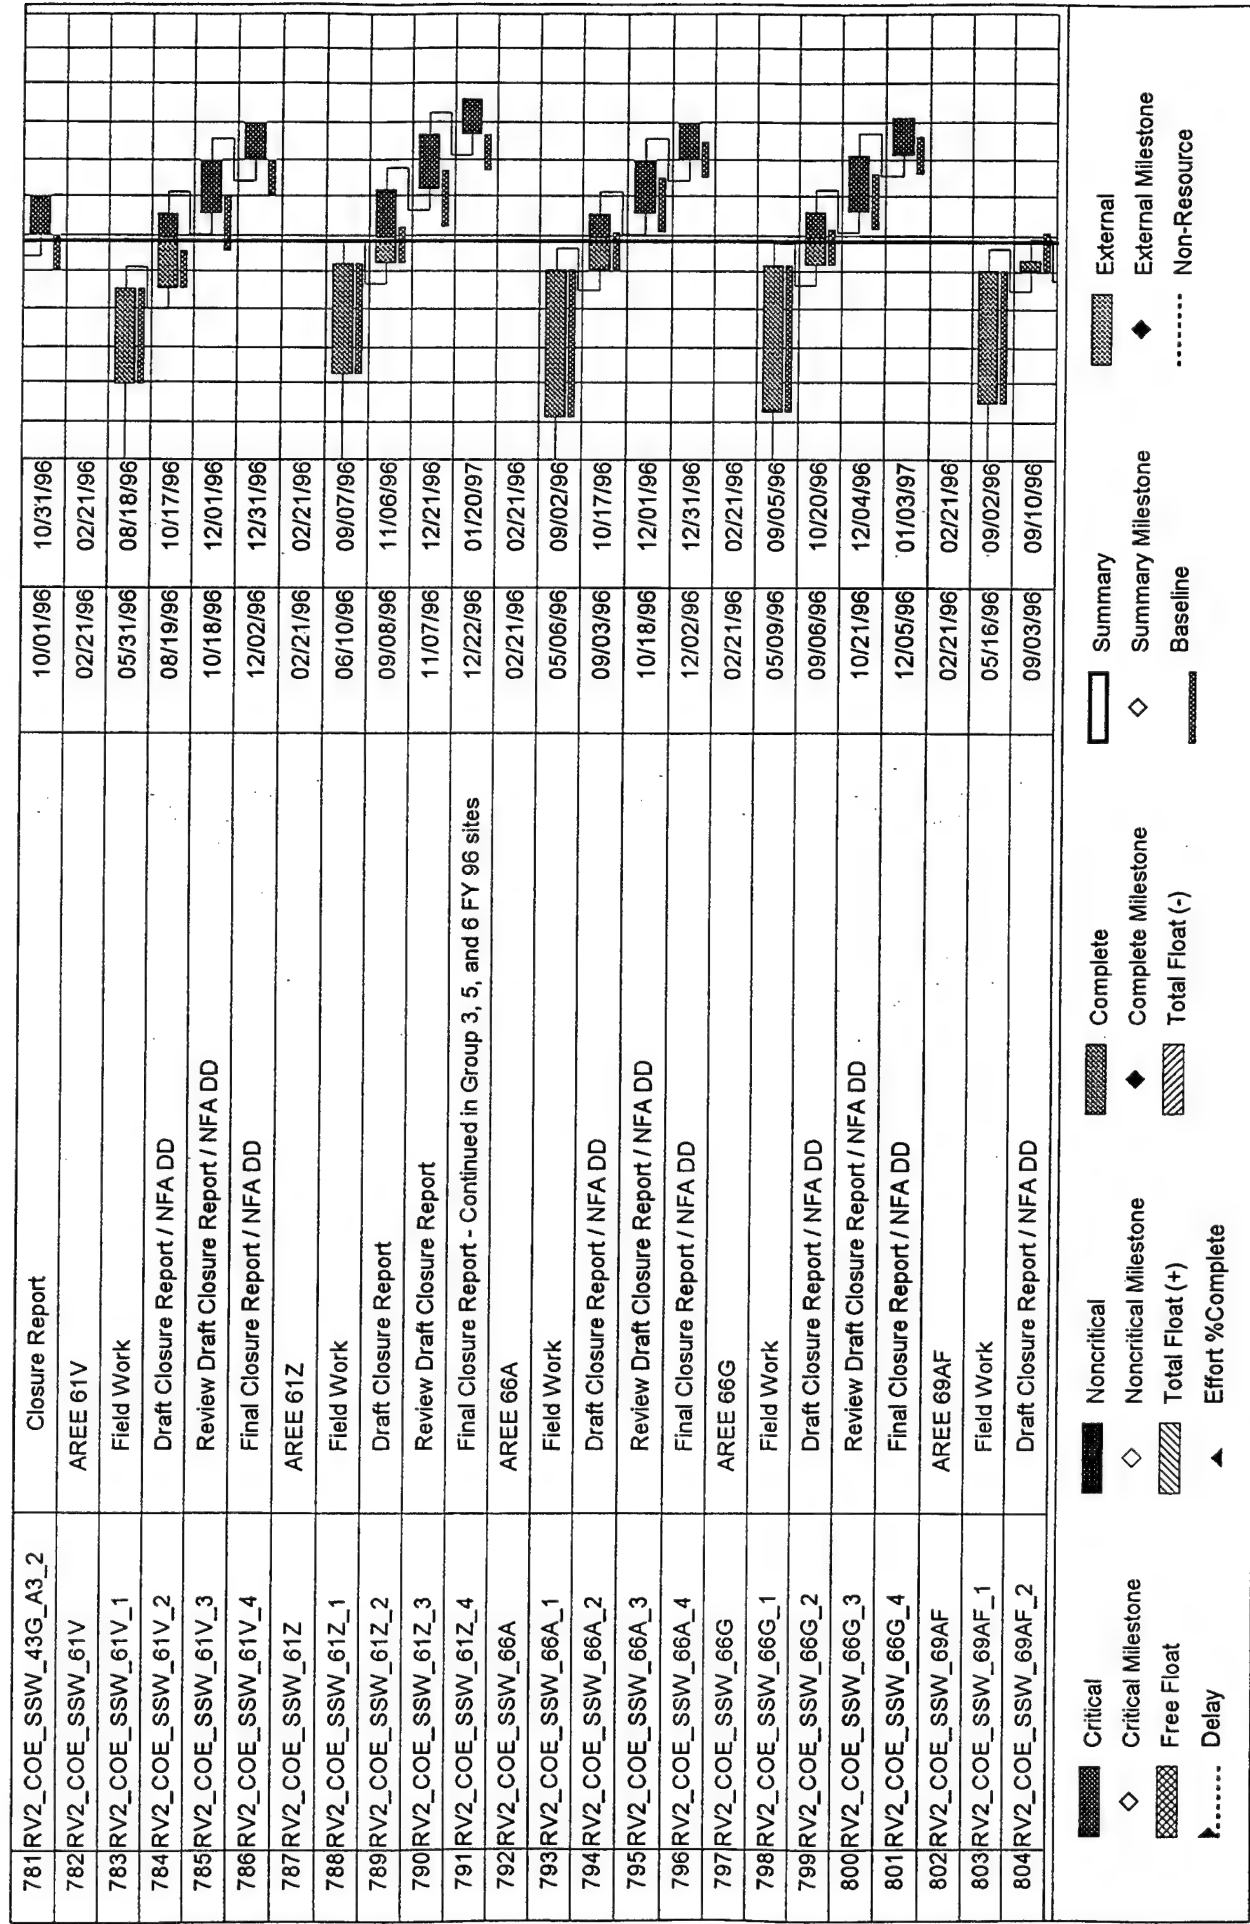 781 RV2_COE_SSW_43G_A3_2 Closure Report 10/01/96 10/31/96
782 RV2_COE_SSW_61V AREE 61V 02/21/96 02/21/96
783 RV2_COE_SSW_61V_1 Field Work 05/31/96 08/18/96
784 RV2_COE_SSW_61V_2 Draft Closure Report / NFA DD 08/19/96 10/17/96
785 RV2_COE_SSW_61V_3 Review Draft Closure Report / NFA DD 10/18/96 12/01/96
786 RV2_COE_SSW_61V_4 Final Closure Report / NFA DD 12/02/96 12/31/96
787 RV2_COE_SSW_61Z AREE 61Z 02/21/96 02/21/96
788 RV2_COE_SSW_61Z_1 Field Work 06/10/96 09/07/96
789 RV2_COE_SSW_61Z_2 Draft Closure Report 09/08/96 11/06/96
790 RV2_COE_SSW_61Z_3 Review Draft Closure Report 11/07/96 12/21/96
791 RV2_COE_SSW_61Z_4 Final Closure Report - Continued in Group 3, 5, and 6 FY 96 sites 12/22/96 01/20/97
792 RV2_COE_SSW_66A AREE 66A 02/21/96 02/21/96
793 RV2_COE_SSW_66A_1 Field Work 05/06/96 09/02/96
794 RV2_COE_SSW_66A_2 Draft Closure Report / NFA DD 09/03/96 10/17/96
795 RV2_COE_SSW_66A_3 Review Draft Closure Report / NFA DD 10/18/96 12/01/96
796 RV2_COE_SSW_66A_4 Final Closure Report / NFA DD 12/02/96 12/31/96
797 RV2_COE_SSW_66G AREE 66G 02/21/96 02/21/96
798 RV2_COE_SSW_66G_1 Field Work 05/09/96 09/05/96
799 RV2_COE_SSW_66G_2 Draft Closure Report / NFA DD 09/06/96 10/20/96
800 RV2_COE_SSW_66G_3 Review Draft Closure Report / NFA DD 10/21/96 12/04/96
801 RV2_COE_SSW_66G_4 Final Closure Report / NFA DD 12/05/96 01/03/97
802 RV2_COE_SSW_69AF AREE 69AF 02/21/96 02/21/96
803 RV2_COE_SSW_69AF_1 Field Work 05/16/96 09/02/96
804 RV2_COE_SSW_69AF_2 Draft Closure Report / NFA DD 09/03/96 09/10/96
Critical Noncritical Complete Summary External
Critical Milestone Noncritical Milestone Complete Milestone Summary Milestone External Milestone
Free Float Total Float (+) Total Float (-) Baseline Non-Resource
Delay Effort %Complete